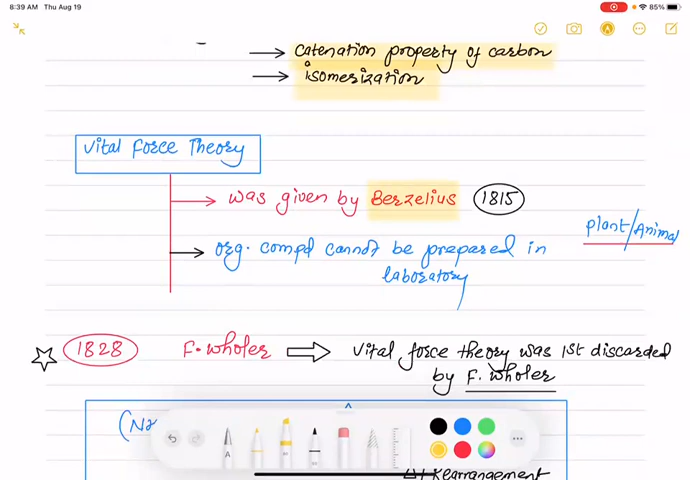 8:39 AM Thu Aug 19
85%
→ catenation property of carbon
→ isomerization
Vital Force Theory
→ was given by Berzelius 1815
plant/Animal
→ org. compd cannot be prepared in
laboratory
1828 F. wholer ⇒ vital force theory was 1st discarded
by F. wholer
Rearrangement